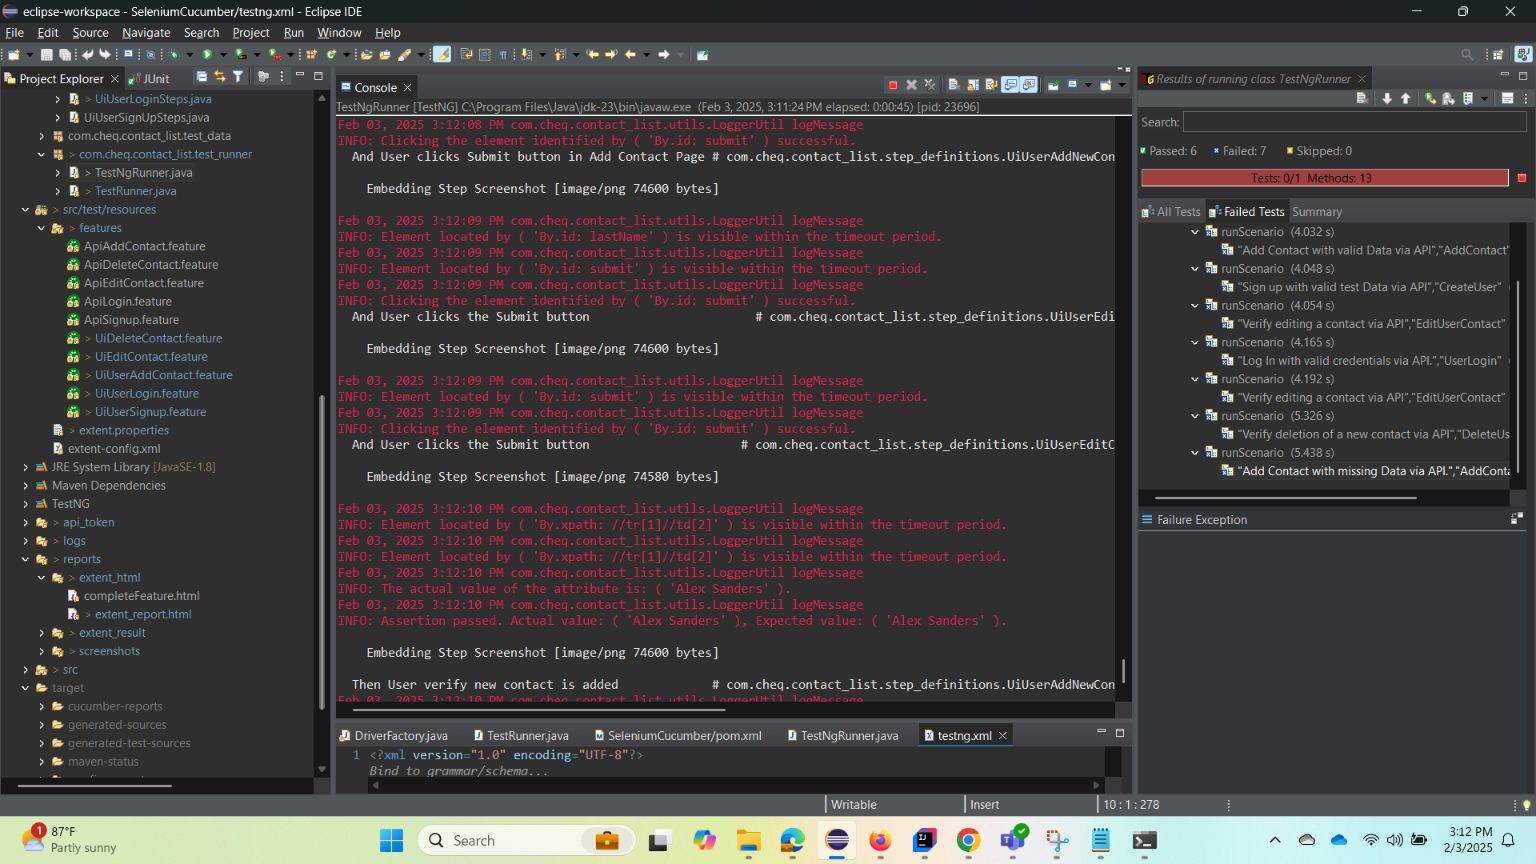 eclipse-workspace - SeleniumCucumber/testng.xml - Eclipse IDE
File Edit Source Navigate Search Project Run Window Help
Project Explorer
JUnit
UiUserLoginSteps.java
UiUserSignUpSteps.java
com.cheq.contact_list.test_data
> com.cheq.contact_list.test_runner
> TestNgRunner.java
> TestRunner.java
> src/test/resources
> features
ApiAddContact.feature
ApiDeleteContact.feature
ApiEditContact.feature
ApiLogin.feature
ApiSignup.feature
> UiDeleteContact.feature
> UiEditContact.feature
> UiUserAddContact.feature
> UiUserLogin.feature
> UiUserSignup.feature
> extent.properties
extent-config.xml
JRE System Library [JavaSE-1.8]
Maven Dependencies
TestNG
> api_token
> logs
> reports
> extent_html
completeFeature.html
> extent_report.html
> extent_result
> screenshots
> src
target
cucumber-reports
generated-sources
generated-test-sources
maven-status
Console
TestNgRunner [TestNG] C:\Program Files\Java\jdk-23\bin\javaw.exe (Feb 3, 2025, 3:11:24 PM elapsed: 0:00:45) [pid: 23696]
Feb 03, 2025 3:12:08 PM com.cheq.contact_list.utils.LoggerUtil logMessage
INFO: Clicking the element identified by ( 'By.id: submit' ) successful.
And User clicks Submit button in Add Contact Page # com.cheq.contact_list.step_definitions.UiUserAddNewCon
Embedding Step Screenshot [image/png 74600 bytes]
Feb 03, 2025 3:12:09 PM com.cheq.contact_list.utils.LoggerUtil logMessage
INFO: Element located by ( 'By.id: lastName' ) is visible within the timeout period.
Feb 03, 2025 3:12:09 PM com.cheq.contact_list.utils.LoggerUtil logMessage
INFO: Element located by ( 'By.id: submit' ) is visible within the timeout period.
Feb 03, 2025 3:12:09 PM com.cheq.contact_list.utils.LoggerUtil logMessage
INFO: Clicking the element identified by ( 'By.id: submit' ) successful.
And User clicks the Submit button # com.cheq.contact_list.step_definitions.UiUserEdi
Embedding Step Screenshot [image/png 74600 bytes]
Feb 03, 2025 3:12:09 PM com.cheq.contact_list.utils.LoggerUtil logMessage
INFO: Element located by ( 'By.id: submit' ) is visible within the timeout period.
Feb 03, 2025 3:12:09 PM com.cheq.contact_list.utils.LoggerUtil logMessage
INFO: Clicking the element identified by ( 'By.id: submit' ) successful.
And User clicks the Submit button # com.cheq.contact_list.step_definitions.UiUserEditC
Embedding Step Screenshot [image/png 74580 bytes]
Feb 03, 2025 3:12:10 PM com.cheq.contact_list.utils.LoggerUtil logMessage
INFO: Element located by ( 'By.xpath: //tr[1]//td[2]' ) is visible within the timeout period.
Feb 03, 2025 3:12:10 PM com.cheq.contact_list.utils.LoggerUtil logMessage
INFO: Element located by ( 'By.xpath: //tr[1]//td[2]' ) is visible within the timeout period.
Feb 03, 2025 3:12:10 PM com.cheq.contact_list.utils.LoggerUtil logMessage
INFO: The actual value of the attribute is: ( 'Alex Sanders' ).
Feb 03, 2025 3:12:10 PM com.cheq.contact_list.utils.LoggerUtil logMessage
INFO: Assertion passed. Actual value: ( 'Alex Sanders' ), Expected value: ( 'Alex Sanders' ).
Embedding Step Screenshot [image/png 74600 bytes]
Then User verify new contact is added # com.cheq.contact_list.step_definitions.UiUserAddNewCon
Feb 03, 2025 3:12:10 PM com.cheq.contact_list.utils.LoggerUtil logMessage
DriverFactory.java
TestRunner.java
SeleniumCucumber/pom.xml
TestNgRunner.java
testng.xml
1 <?xml version="1.0" encoding="UTF-8"?>
Bind to grammar/schema...
Results of running class TestNgRunner
Search:
Passed: 6
Failed: 7
Skipped: 0
Tests: 0/1 Methods: 13
All Tests
Failed Tests
Summary
runScenario (4.032 s)
"Add Contact with valid Data via API","AddContact"
runScenario (4.048 s)
"Sign up with valid test Data via API","CreateUser"
runScenario (4.054 s)
"Verify editing a contact via API","EditUserContact"
runScenario (4.165 s)
"Log In with valid credentials via API.","UserLogin"
runScenario (4.192 s)
"Verify editing a contact via API","EditUserContact"
runScenario (5.326 s)
"Verify deletion of a new contact via API","DeleteUs
runScenario (5.438 s)
"Add Contact with missing Data via API.","AddConta
Failure Exception
Writable
Insert
10 : 1 : 278
1
87°F
Partly sunny
Search
3:12 PM
2/3/2025